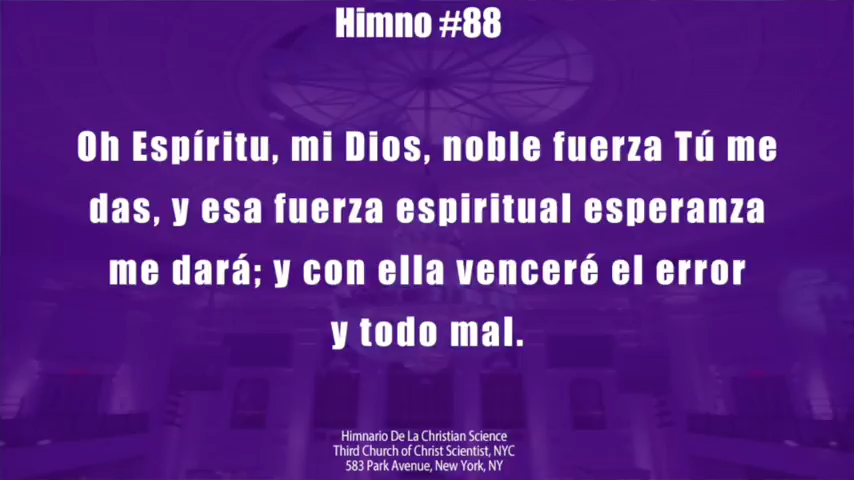 Himno #88
Oh Espíritu, mi Dios, noble fuerza Tú me
das, y esa fuerza espiritual esperanza
me dará; y con ella venceré el error
y todo mal.
Himnario De La Christian Science
Third Church of Christ Scientist, NYC
583 Park Avenue, New York, NY